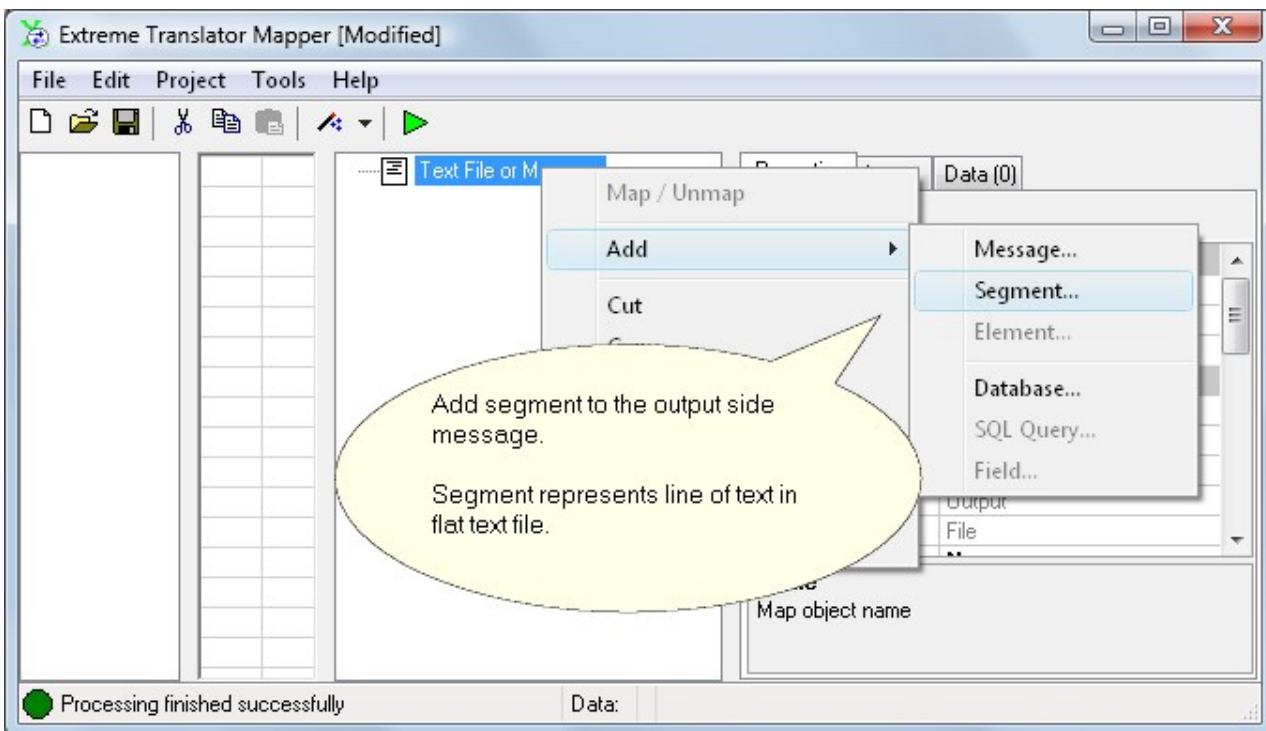 Extreme Translator Mapper [Modified]
File Edit Project Tools Help
Text File or M
Data (0)
Map / Unmap
Add
Message...
Segment...
Cut
Element...
Database...
SQL Query...
Field...
Add segment to the output side
message.
Segment represents line of text in
flat text file.
Output
File
Map object name
Processing finished successfully
Data: